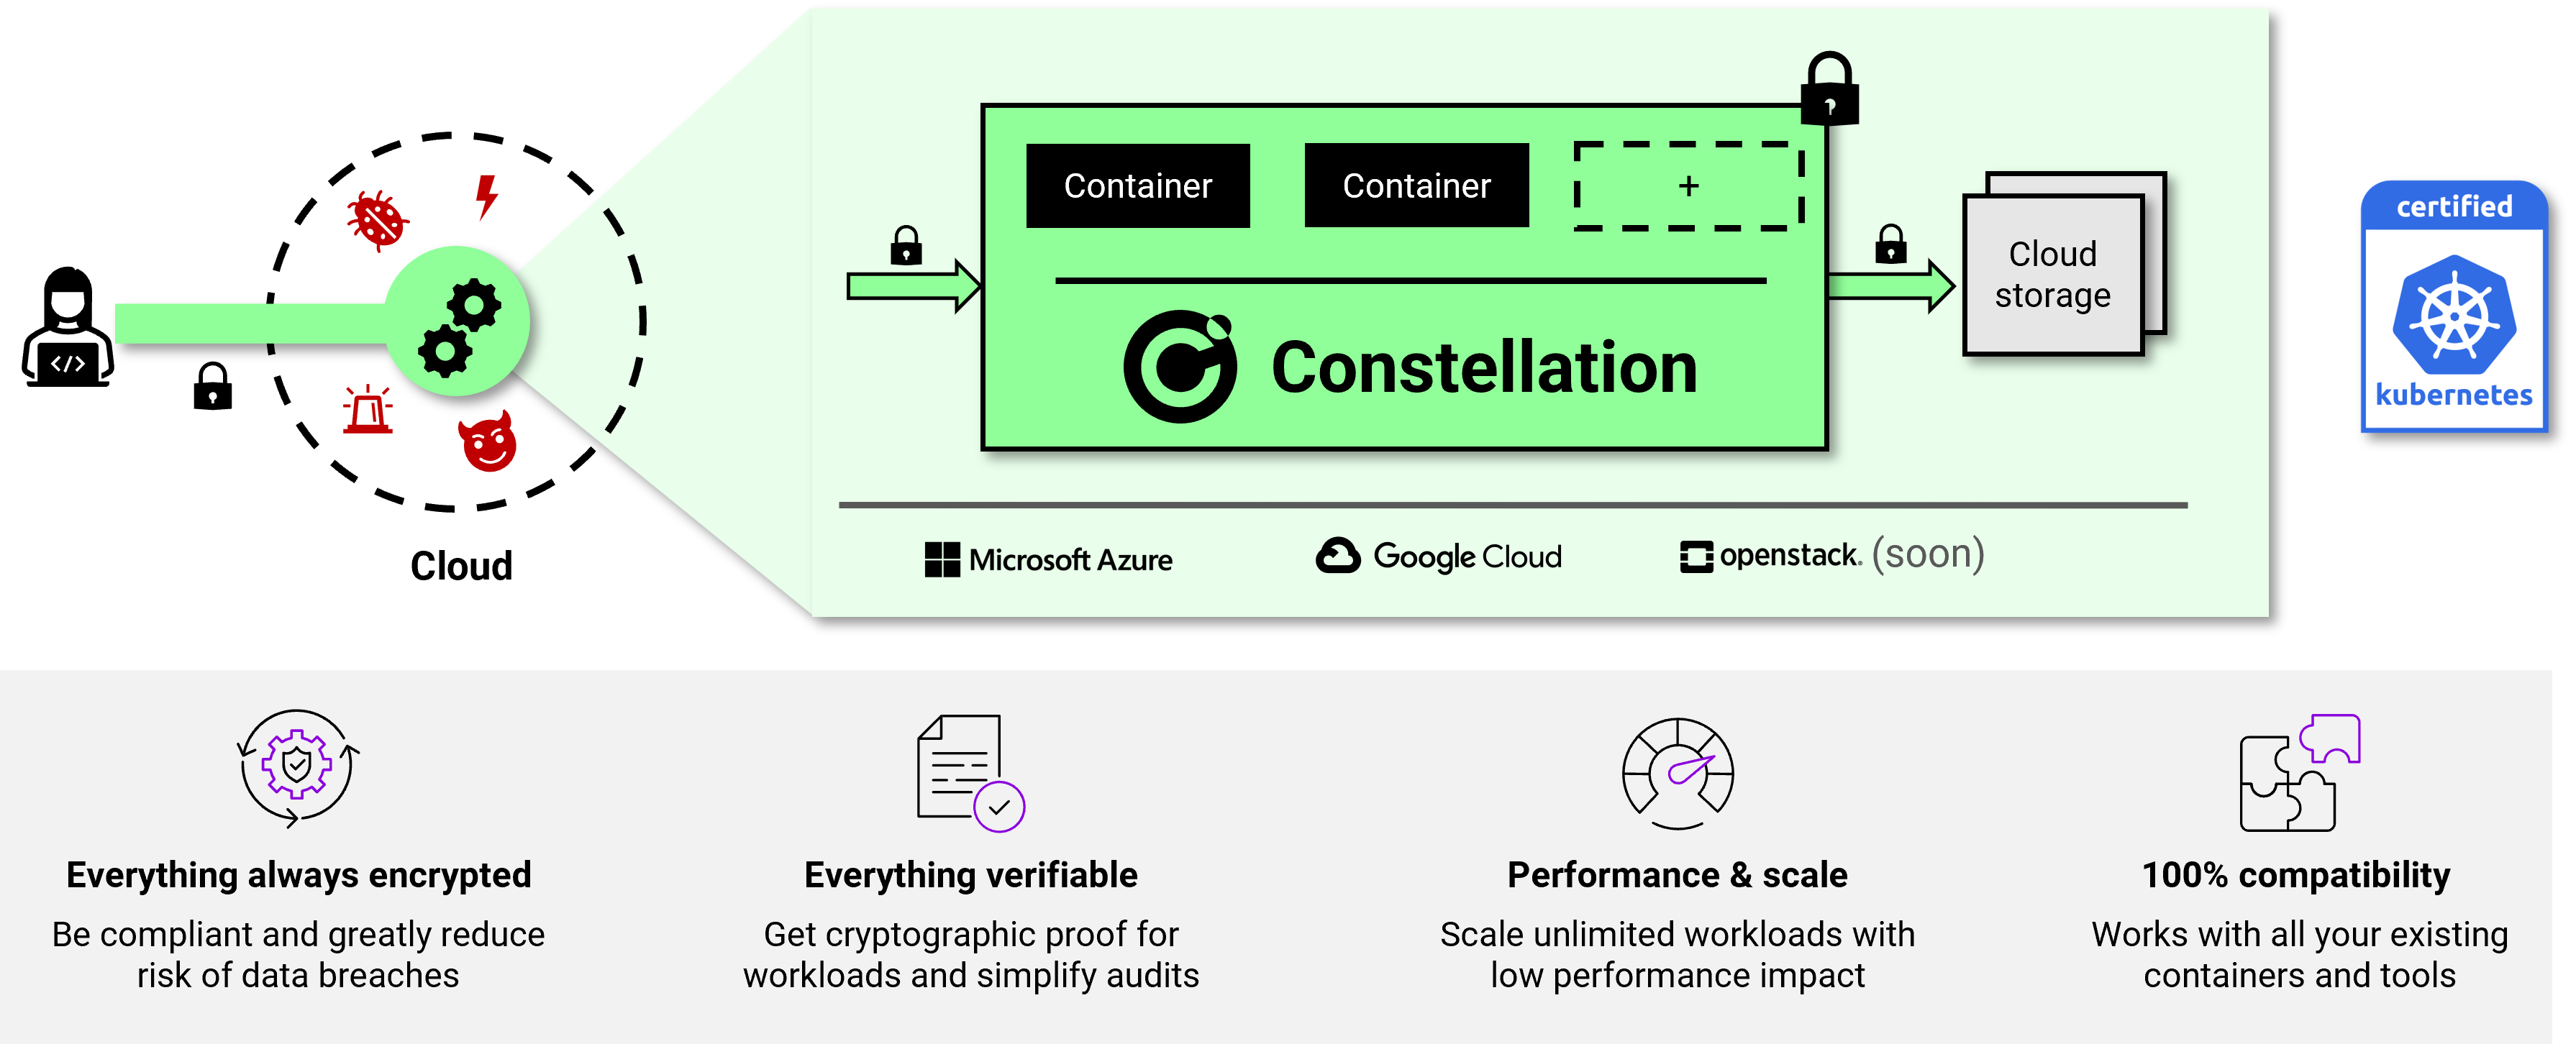 Container
Container
+
Constellation
Cloud
storage
certified
kubernetes
</>
Cloud
Microsoft Azure
Google Cloud
openstack. (soon)
Everything always encrypted
Be compliant and greatly reduce
risk of data breaches
Everything verifiable
Get cryptographic proof for
workloads and simplify audits
Performance & scale
Scale unlimited workloads with
low performance impact
100% compatibility
Works with all your existing
containers and tools